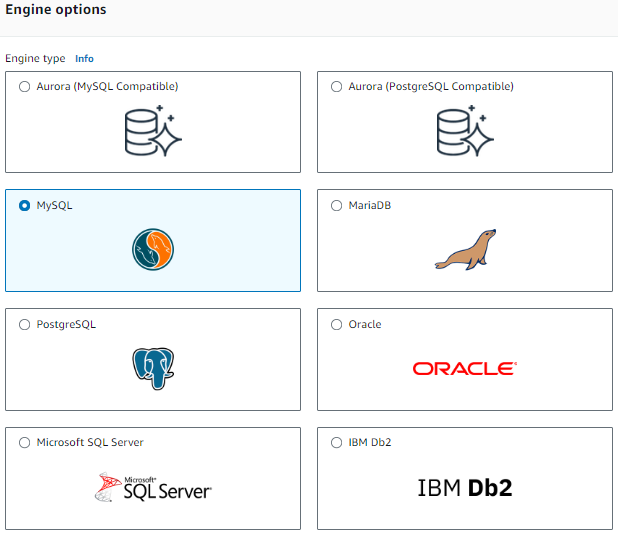 Engine options
Engine type Info
Aurora (MySQL Compatible)
Aurora (PostgreSQL Compatible)
MySQL
MariaDB
PostgreSQL
Oracle
ORACLE
Microsoft SQL Server
Microsoft
SQL Server
IBM Db2
IBM Db2